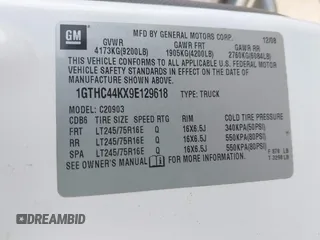 GM
MFD BY GENERAL MOTORS CORP. 12/08
GVWR GAWR FRT GAWR RR
4173KG(9200LB) 1905KG(4200LB) 2760KG(6084LB)
THIS VEHICLE CONFORMS TO ALL APPLICABLE U.S. FEDERAL MOTOR
VEHICLE SAFETY STANDARDS IN EFFECT ON THE DATE OF
MANUFACTURE SHOWN ABOVE.
1GTHC44KX9E129618 TYPE: TRUCK
MODEL: C20903
CDB6 TIRE SIZE SPEED RTG RIM COLD TIRE PRESSURE
FRT LT245/75R16E Q 16X6.5J 340KPA(50PSI)
RR LT245/75R16E Q 16X6.5J 550KPA(80PSI)
SPA LT245/75R16E Q 16X6.5J 550KPA(80PSI)
SEE OWNER'S MANUAL FOR ADDITIONAL INFORMATION.
DREAMBID